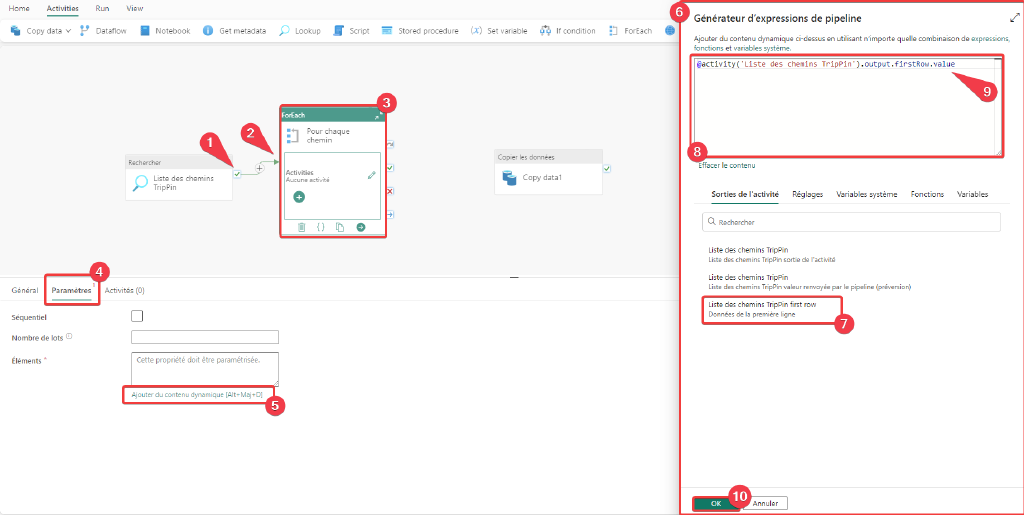 Home Activities Run View
Copy data Dataflow Notebook Get metadata Lookup Script Stored procedure (X) Set variable If condition ForEach
1
2
3
ForEach
Pour chaque
chemin
Rechercher
Liste des chemins
TripPin
Activities
Aucune activité
Copier les données
Copy data1
4
Général Paramètres Activités (0)
Séquentiel
Nombre de lots
Éléments *
Cette propriété doit être paramétrisée.
Ajouter du contenu dynamique [Alt+Maj+D]
5
6
Générateur d'expressions de pipeline
Ajouter du contenu dynamique ci-dessus en utilisant n'importe quelle combinaison de expressions,
fonctions et variables système.
@activity('Liste des chemins TripPin').output.firstRow.value
9
8
Effacer le contenu
Sorties de l'activité Réglages Variables système Fonctions Variables
Rechercher
Liste des chemins TripPin
Liste des chemins TripPin sortie de l'activité
Liste des chemins TripPin
Liste des chemins TripPin valeur renvoyée par le pipeline (préversion)
Liste des chemins TripPin first row
Données de la première ligne
7
OK
10
Annuler